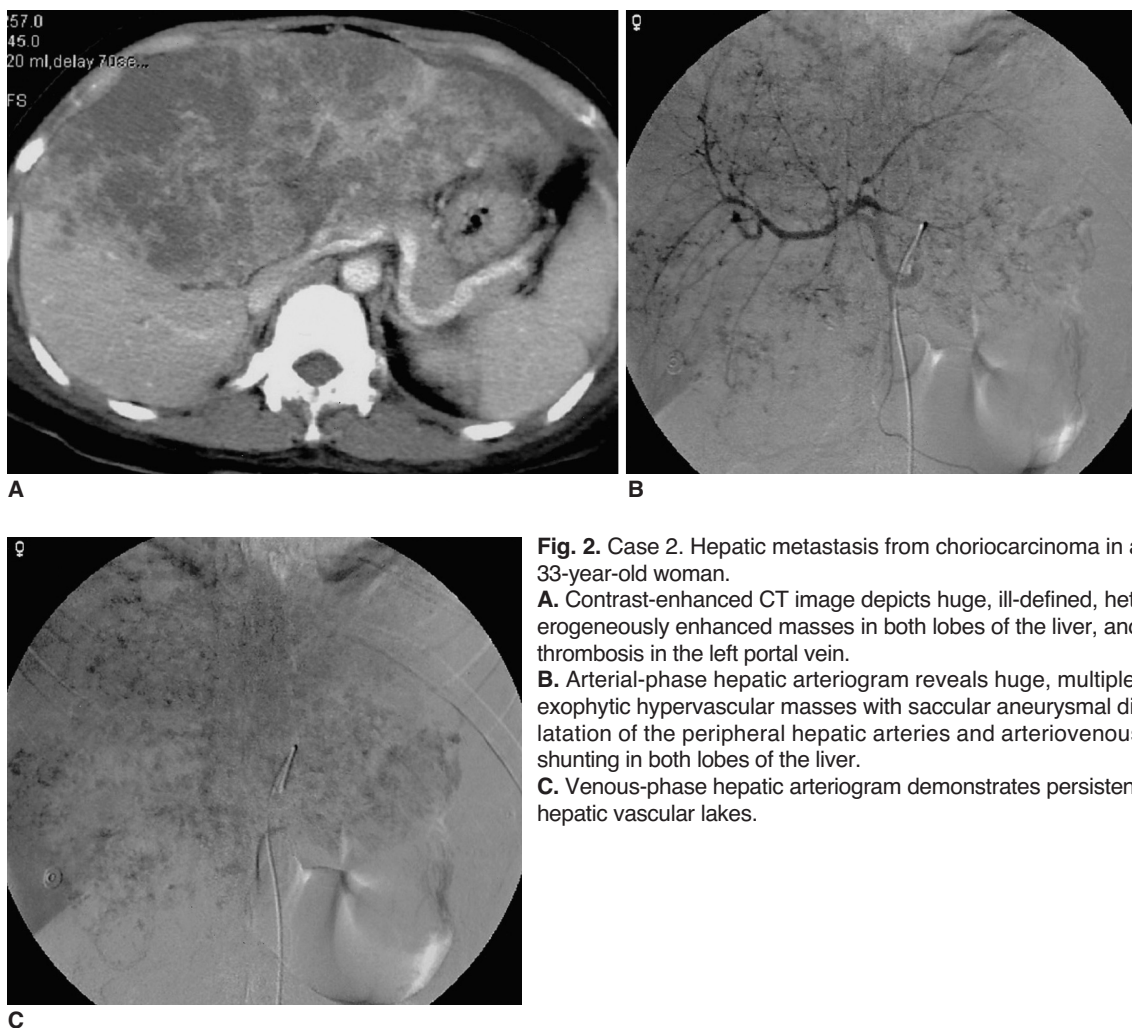 257.0
45.0
20 ml,delay 70se...
FS
♀
A
B
♀
Fig. 2. Case 2. Hepatic metastasis from choriocarcinoma in a
33-year-old woman.
A. Contrast-enhanced CT image depicts huge, ill-defined, het
erogeneously enhanced masses in both lobes of the liver, and
thrombosis in the left portal vein.
B. Arterial-phase hepatic arteriogram reveals huge, multiple
exophytic hypervascular masses with saccular aneurysmal di
latation of the peripheral hepatic arteries and arteriovenous
shunting in both lobes of the liver.
C. Venous-phase hepatic arteriogram demonstrates persisten
hepatic vascular lakes.
C